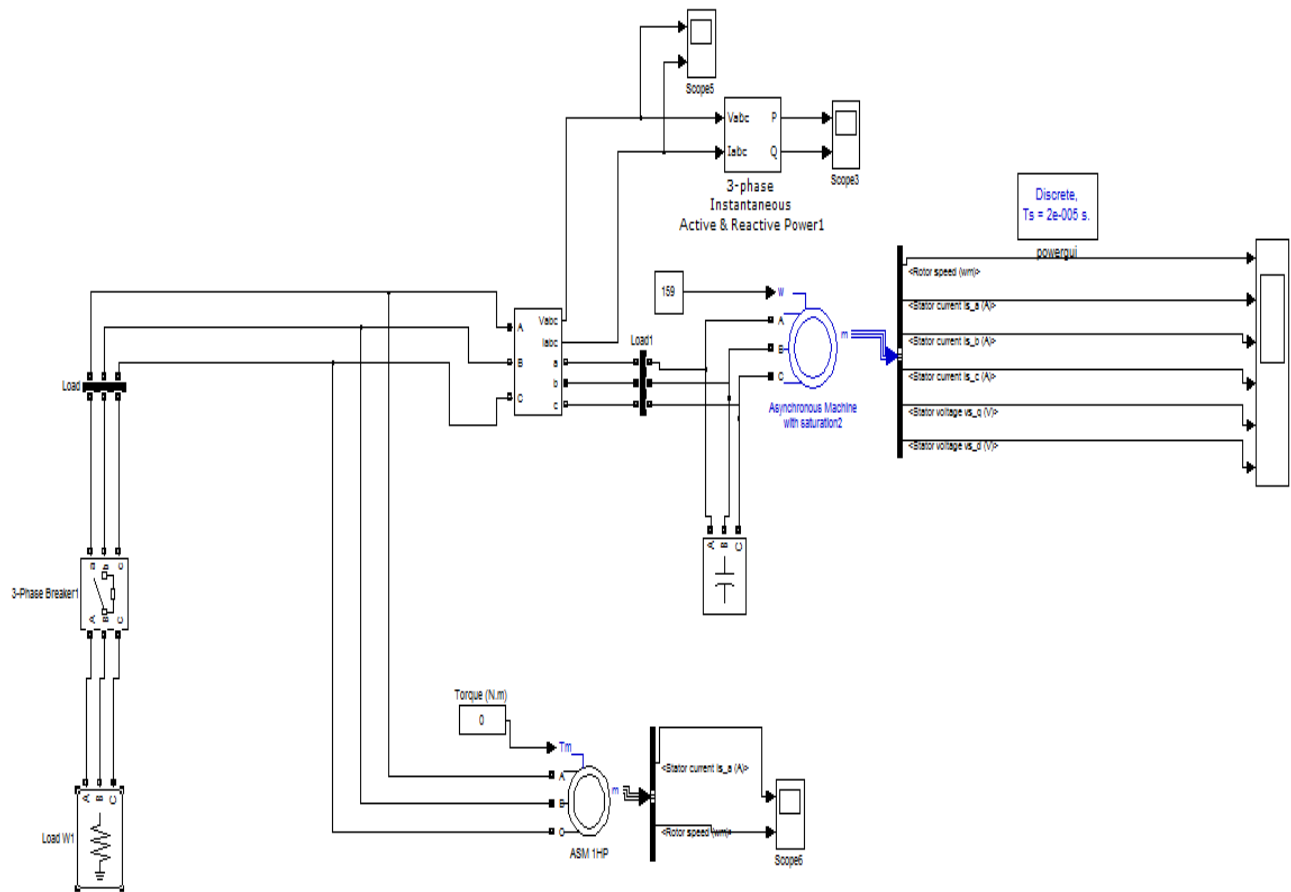 Scope5
Vabc
P
Iabc
Q
Scope3
3-phase
Instantaneous
Active & Reactive Power1
Discrete,
Ts = 2e-005 s.
powergui
<Rotor speed (wm)>
<Stator current is_a (A)>
<Stator current is_b (A)>
<Stator current is_c (A)>
<Stator voltage vs_q (V)>
<Stator voltage vs_d (V)>
159
w
A
B
C
m
Asynchronous Machine
with saturation2
A
B
C
Vabc
Iabc
a
b
c
Load1
Load
A
B
C
a
b
c
3-Phase Breaker1
A
B
C
A
B
C
Load W1
Torque (N.m)
0
Tm
A
B
C
m
ASM 1HP
<Stator current is_a (A)>
<Rotor speed (wm)>
Scope6